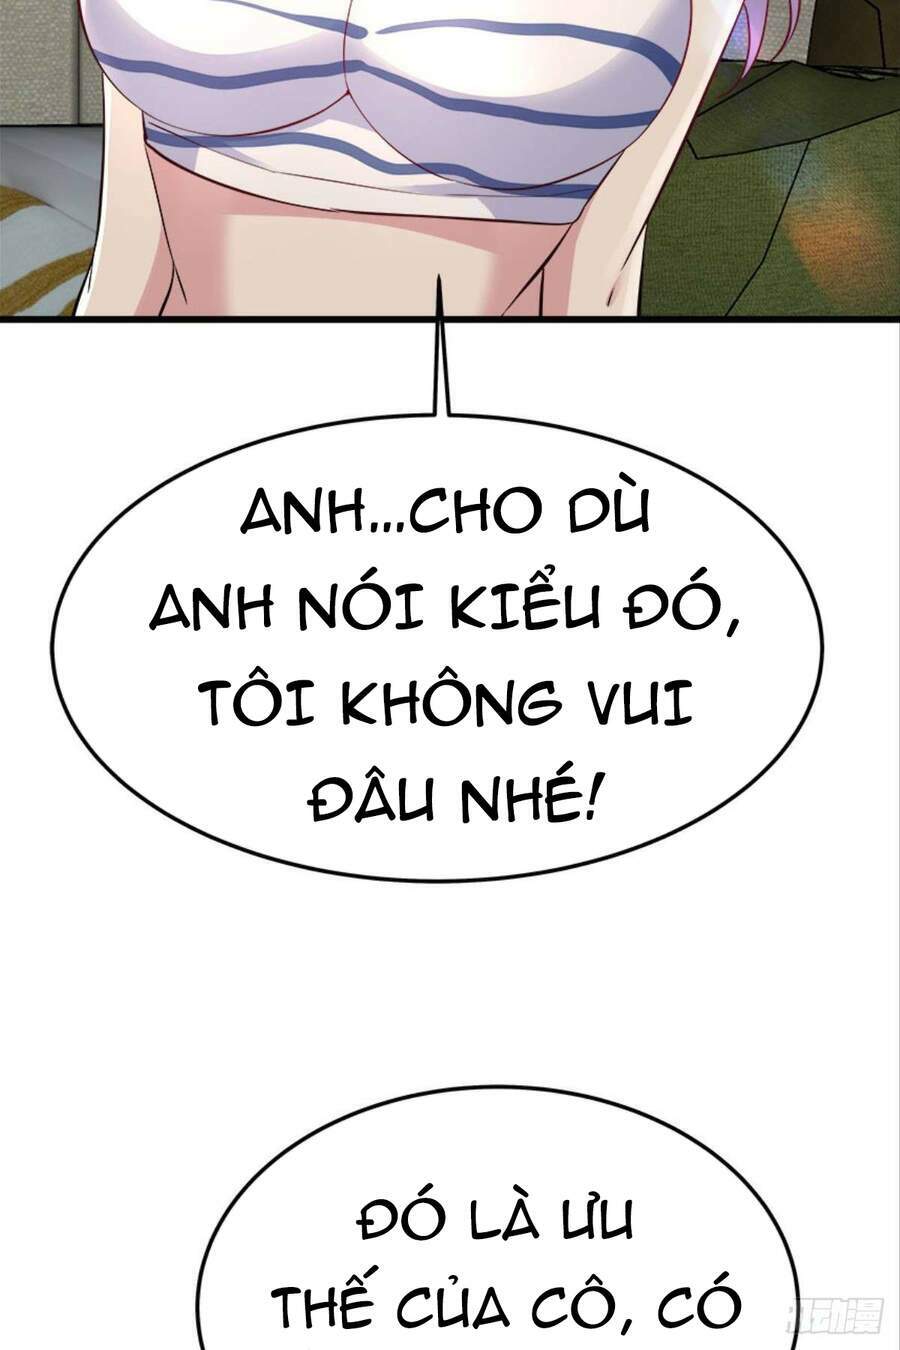 ANH...CHO DÙ
ANH NÓI KIỂU ĐÓ,
TÔI KHÔNG VUI
ĐÂU NHÉ!
ĐÓ LÀ ƯU
THẾ CỦA CÔ, CÓ